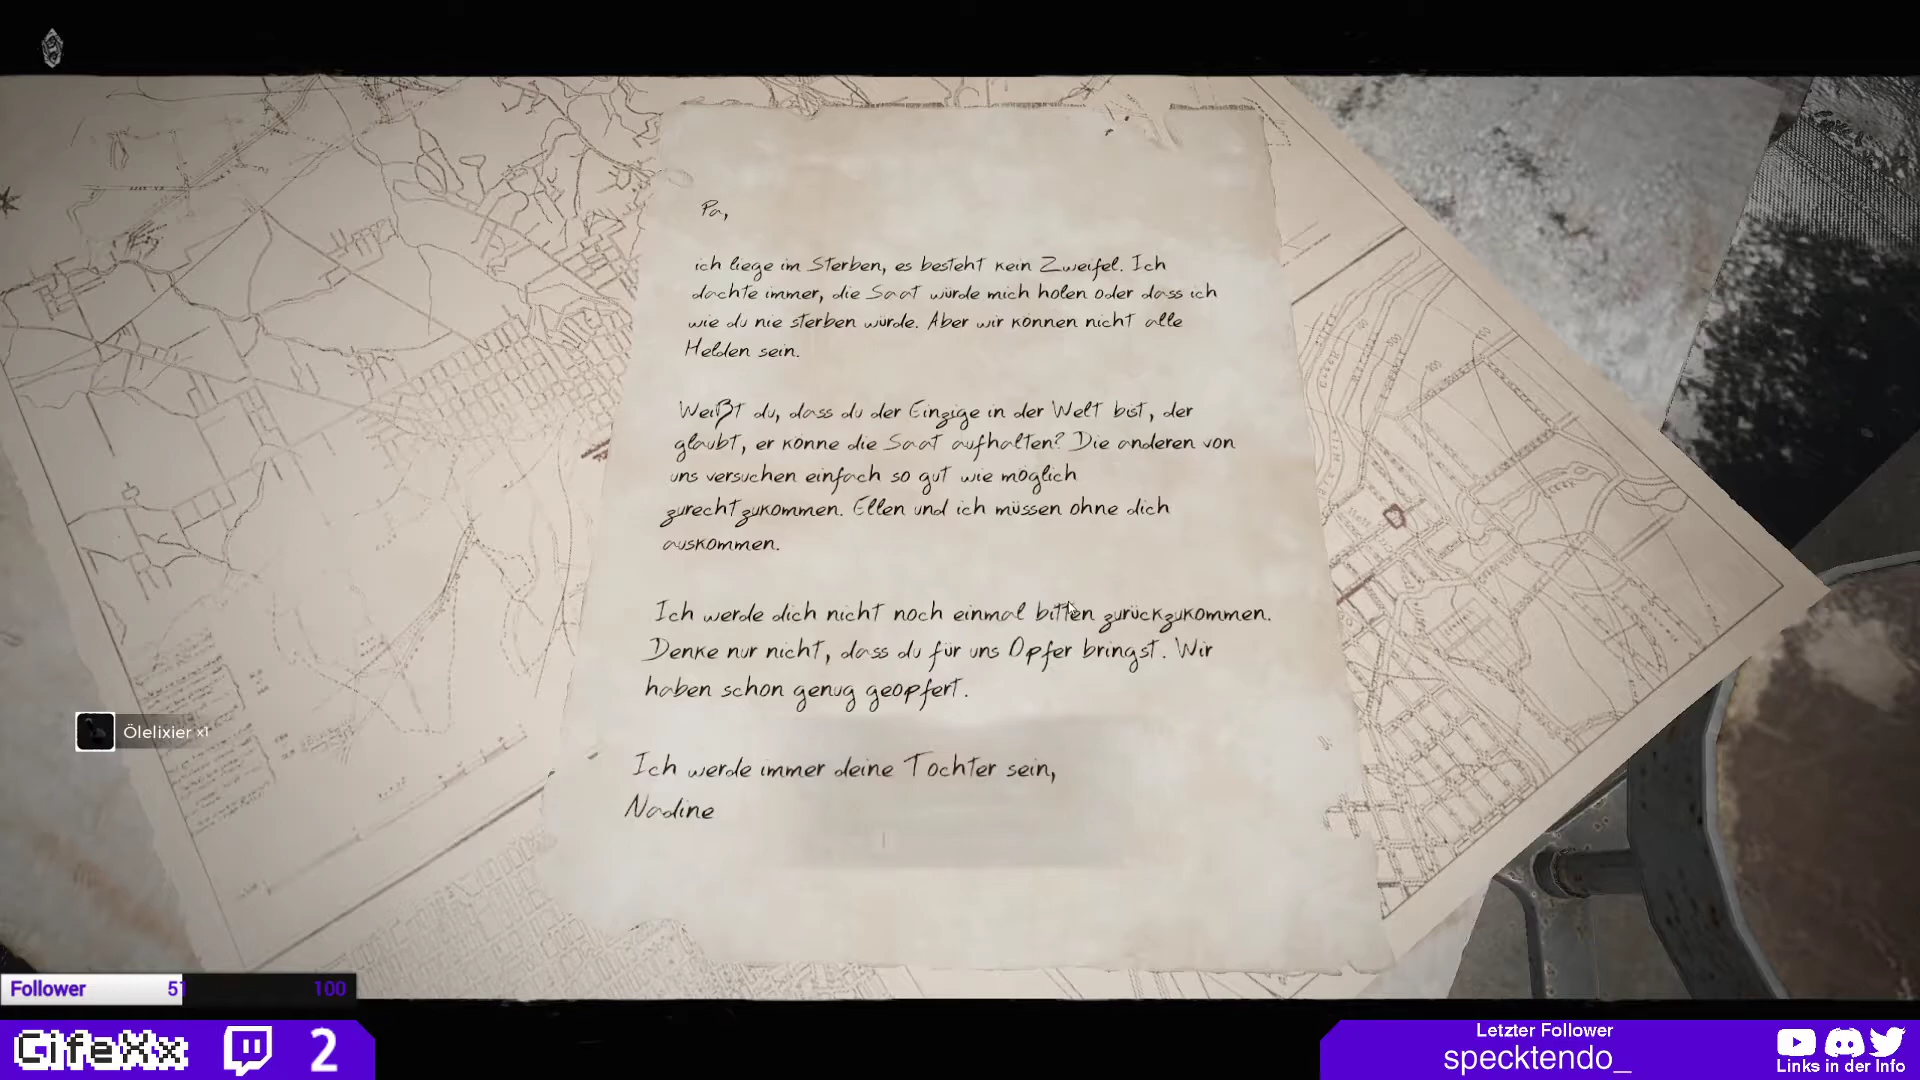 Pa,
ich liege im Sterben, es besteht kein Zweifel. Ich
dachte immer, die Saat würde mich holen oder dass ich
wie du nie sterben würde. Aber wir können nicht alle
Helden sein.
Weißt du, dass du der Einzige in der Welt bist, der
glaubt, er könne die Saat aufhalten? Die anderen von
uns versuchen einfach so gut wie möglich
zurechtzukommen. Ellen und ich müssen ohne dich
auskommen.
Ich werde dich nicht noch einmal bitten zurückzukommen.
Denke nur nicht, dass du für uns Opfer bringst. Wir
haben schon genug geopfert.
Ich werde immer deine Tochter sein,
Nadine
Ölelixier x1
Follower 51 100
CifeXx 2
Letzter Follower
specktendo_
Links in der Info